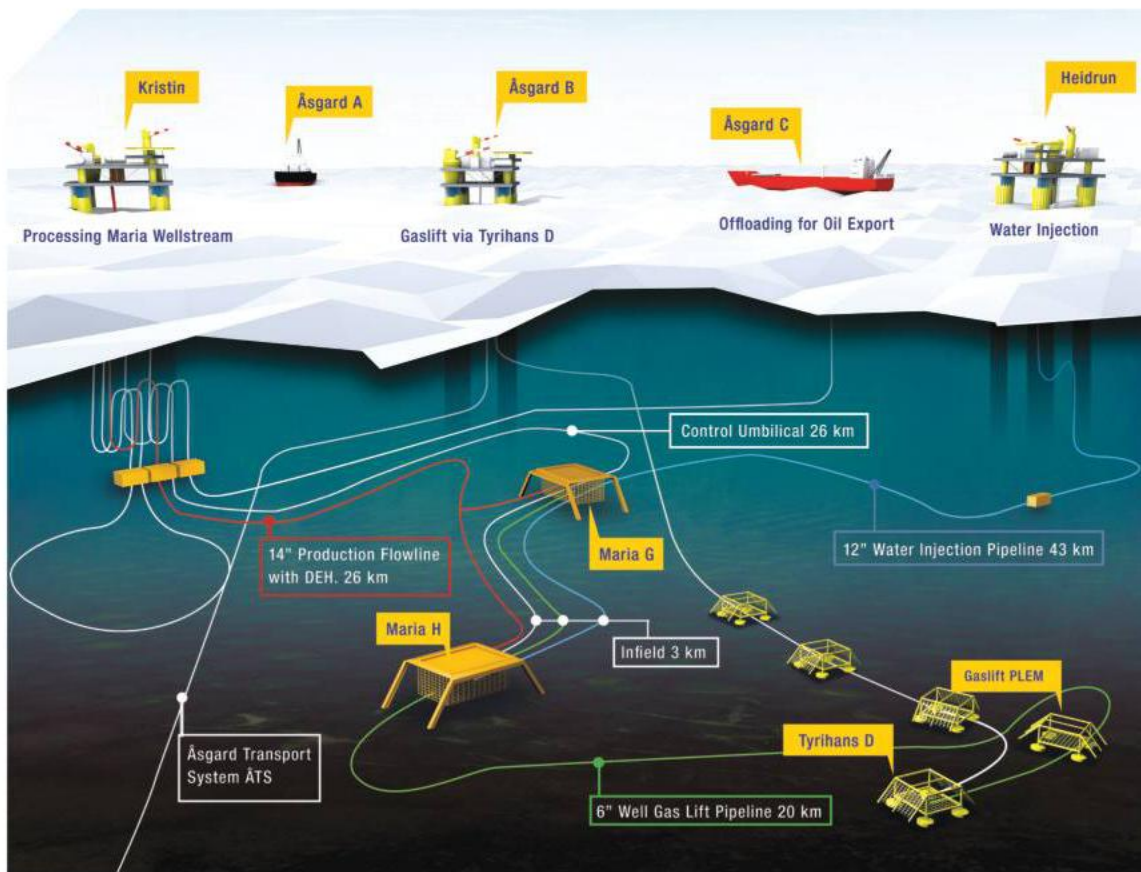 Kristin
Åsgard A
Åsgard B
Åsgard C
Heidrun
Processing Maria Wellstream
Gaslift via Tyrihans D
Offloading for Oil Export
Water Injection
Control Umbilical 26 km
14" Production Flowline
with DEH. 26 km
Maria G
12" Water Injection Pipeline 43 km
Maria H
Infield 3 km
Gaslift PLEM
Tyrihans D
Åsgard Transport
System ÅTS
6" Well Gas Lift Pipeline 20 km